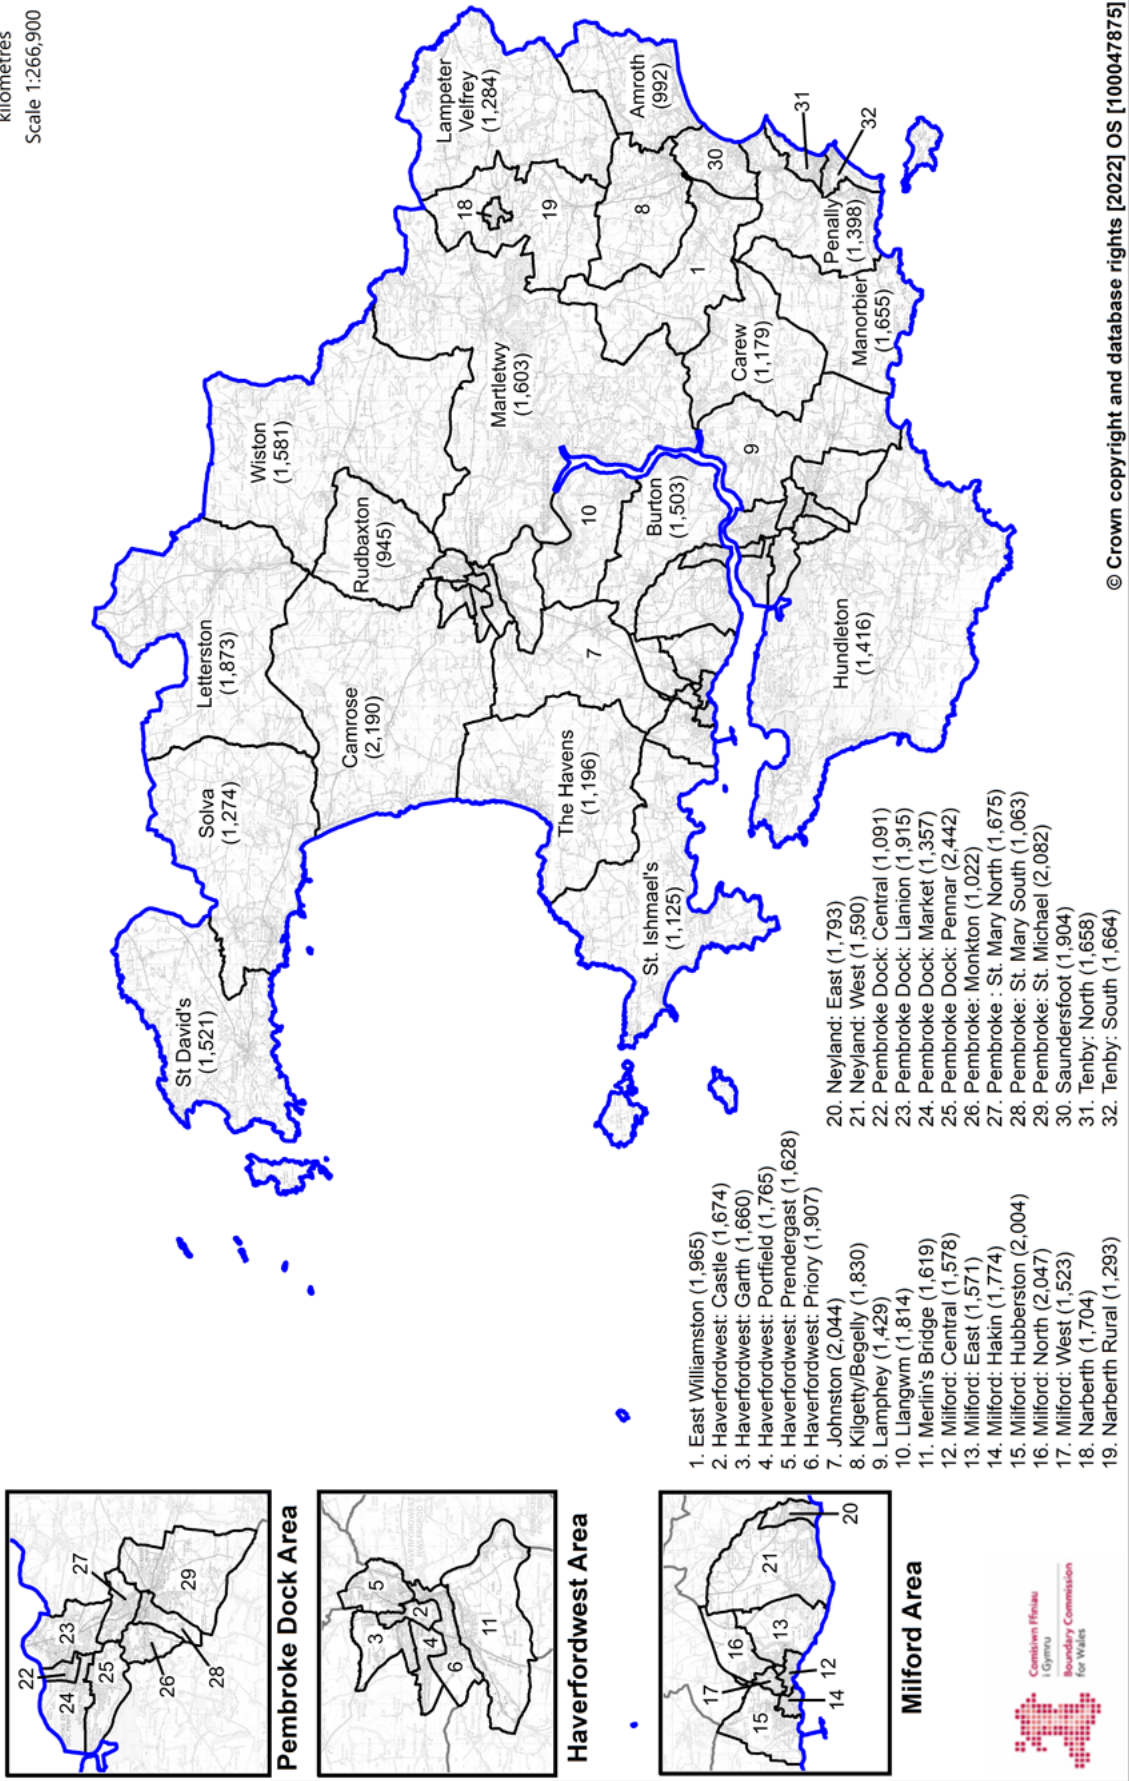 kilometres
Scale 1:266,900
Lampeter
Velfrey
(1,284)
Amroth
(992)
18
19
8
30
31
32
1
Penally
(1,398)
Manorbier
(1,655)
Carew
(1,179)
Martletwy
(1,603)
Wiston
(1,581)
Rudbaxton
(945)
10
Burton
(1,503)
9
Letterston
(1,873)
Camrose
(2,190)
7
Hundleton
(1,416)
Solva
(1,274)
The Havens
(1,196)
St. Ishmael's
(1,125)
St David's
(1,521)
1. East Williamston (1,965)
2. Haverfordwest: Castle (1,674)
3. Haverfordwest: Garth (1,660)
4. Haverfordwest: Portfield (1,765)
5. Haverfordwest: Prendergast (1,628)
6. Haverfordwest: Priory (1,907)
7. Johnston (2,044)
8. Kilgetty/Begelly (1,830)
9. Lamphey (1,429)
10. Llangwm (1,814)
11. Merlin's Bridge (1,619)
12. Milford: Central (1,578)
13. Milford: East (1,571)
14. Milford: Hakin (1,774)
15. Milford: Hubberston (2,004)
16. Milford: North (2,047)
17. Milford: West (1,523)
18. Narberth (1,704)
19. Narberth Rural (1,293)
20. Neyland: East (1,793)
21. Neyland: West (1,590)
22. Pembroke Dock: Central (1,091)
23. Pembroke Dock: Llanion (1,915)
24. Pembroke Dock: Market (1,357)
25. Pembroke Dock: Pennar (2,442)
26. Pembroke: Monkton (1,022)
27. Pembroke : St. Mary North (1,675)
28. Pembroke: St. Mary South (1,063)
29. Pembroke: St. Michael (2,082)
30. Saundersfoot (1,904)
31. Tenby: North (1,658)
32. Tenby: South (1,664)
22
23
24
25
26
27
28
29
Pembroke Dock Area
5
3
2
4
6
11
Haverfordwest Area
20
21
16
13
17
12
14
15
Milford Area
Comisiwn Ffiniau
i Gymru
Boundary Commission
for Wales
© Crown copyright and database rights [2022] OS [100047875]